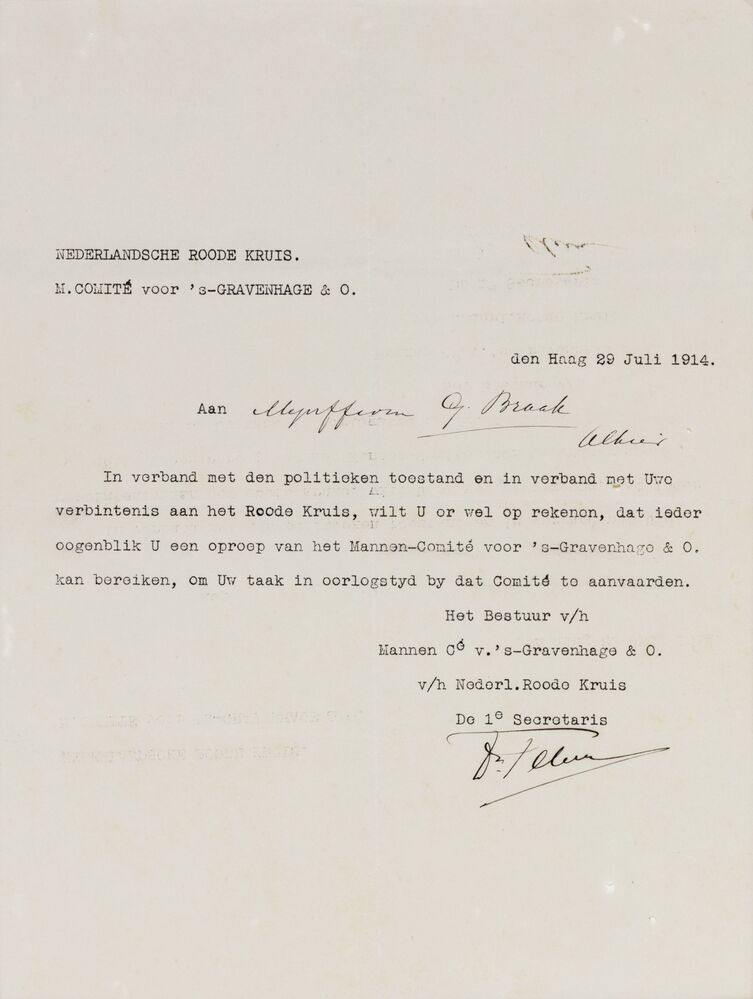 NEDERLANDSCHE ROODE KRUIS.
M.COMITÉ voor 's-GRAVENHAGE & O.
den Haag 29 Juli 1914.
Aan Mejuffrouw G. Braak
Alhier
In verband met den politieken toestand en in verband met Uwe
verbintenis aan het Roode Kruis, wilt U er wel op rekenen, dat ieder
oogenblik U een oproep van het Mannen-Comité voor 's-Gravenhage & O.
kan bereiken, om Uw taak in oorlogstyd by dat Comité te aanvaarden.
Het Bestuur v/h
Mannen Cé v.'s-Gravenhage & O.
v/h Nederl.Roode Kruis
De 1e Secretaris
Dr.